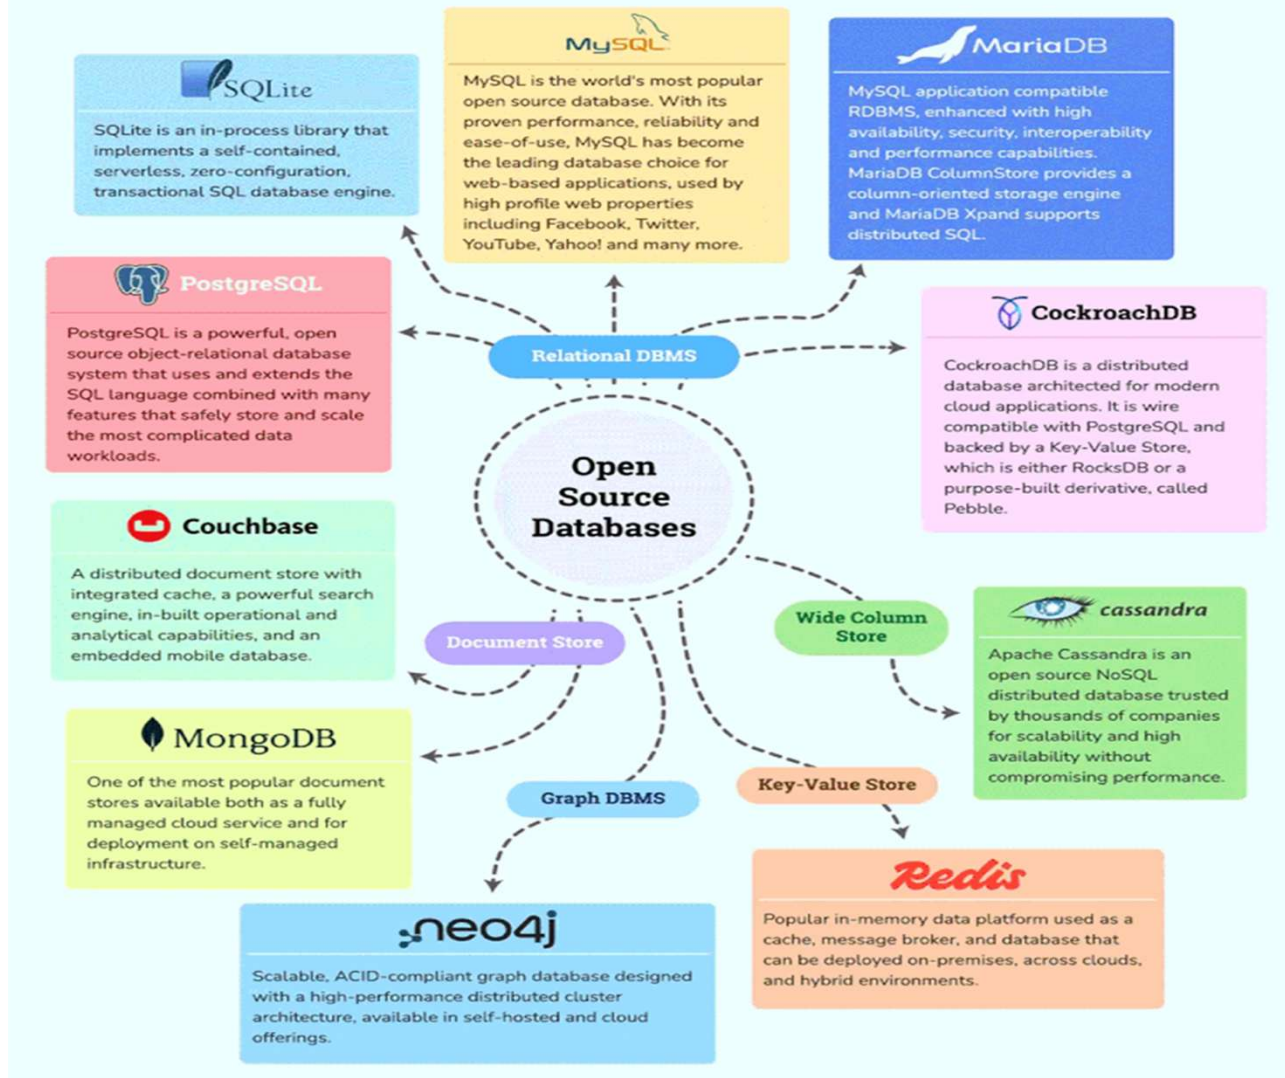 SQLite
SQLite is an in-process library that
implements a self-contained,
serverless, zero-configuration,
transactional SQL database engine.
MySQL
MySQL is the world's most popular
open source database. With its
proven performance, reliability and
ease-of-use, MySQL has become
the leading database choice for
web-based applications, used by
high profile web properties
including Facebook, Twitter,
YouTube, Yahoo! and many more.
MariaDB
MySQL application compatible
RDBMS, enhanced with high
availability, security, interoperability
and performance capabilities.
MariaDB ColumnStore provides a
column-oriented storage engine
and MariaDB Xpand supports
distributed SQL.
PostgreSQL
PostgreSQL is a powerful, open
source object-relational database
system that uses and extends the
SQL language combined with many
features that safely store and scale
the most complicated data
workloads.
Relational DBMS
CockroachDB
CockroachDB is a distributed
database architected for modern
cloud applications. It is wire
compatible with PostgreSQL and
backed by a Key-Value Store,
which is either RocksDB or a
purpose-built derivative, called
Pebble.
Open
Source
Databases
Couchbase
A distributed document store with
integrated cache, a powerful search
engine, in-built operational and
analytical capabilities, and an
embedded mobile database.
Document Store
Wide Column
Store
cassandra
Apache Cassandra is an
open source NoSQL
distributed database trusted
by thousands of companies
for scalability and high
availability without
compromising performance.
MongoDB
One of the most popular document
stores available both as a fully
managed cloud service and for
deployment on self-managed
infrastructure.
Graph DBMS
Key-Value Store
neo4j
Scalable, ACID-compliant graph database designed
with a high-performance distributed cluster
architecture, available in self-hosted and cloud
offerings.
Redis
Popular in-memory data platform used as a
cache, message broker, and database that
can be deployed on-premises, across clouds,
and hybrid environments.